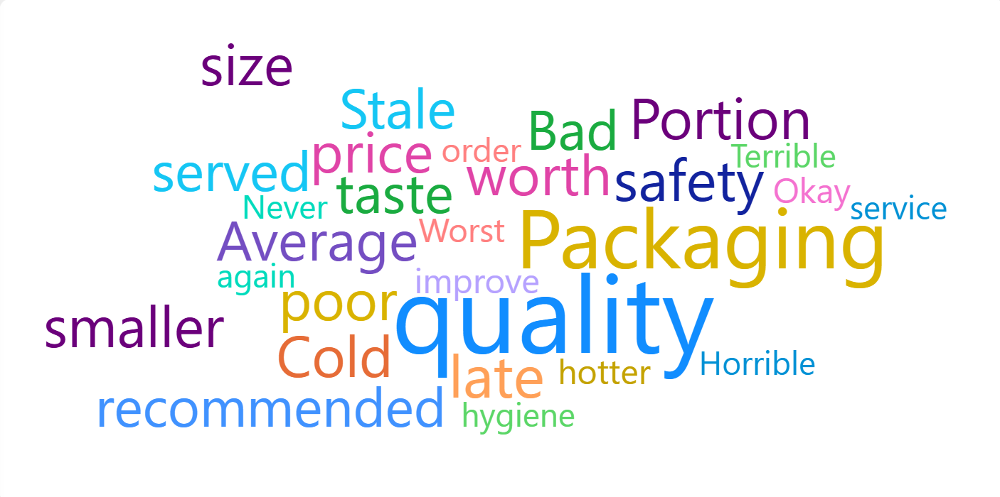 size
Stale
Bad
Portion
price
order
Terrible
served
worth
safety
taste
Okay
Never
service
Average
Worst
Packaging
again
improve
poor
quality
smaller
Cold
late
hotter
Horrible
recommended
hygiene